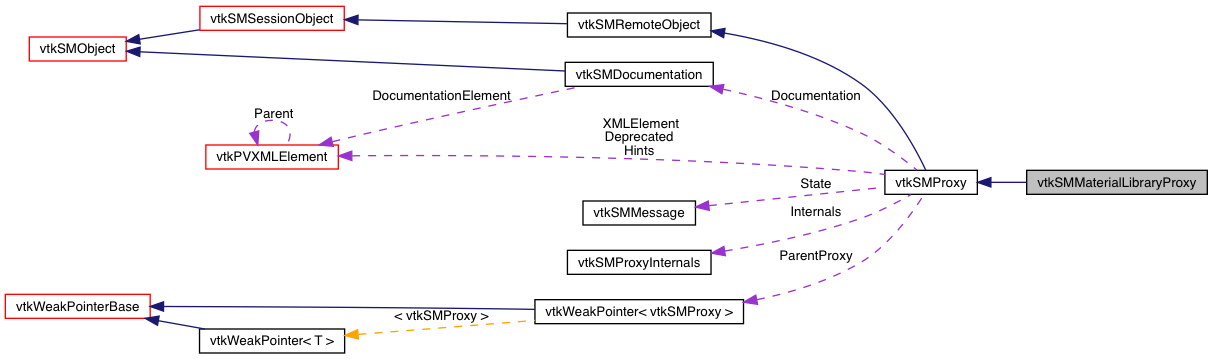 vtkSMSessionObject
vtkSMRemoteObject
vtkSMObject
vtkSMDocumentation
DocumentationElement
Documentation
Parent
XMLElement
Deprecated
Hints
vtkPVXMLElement
vtkSMProxy
vtkSMMaterialLibraryProxy
State
vtkSMMessage
Internals
vtkSMProxyInternals
ParentProxy
vtkWeakPointerBase
vtkWeakPointer< vtkSMProxy >
< vtkSMProxy >
vtkWeakPointer< T >